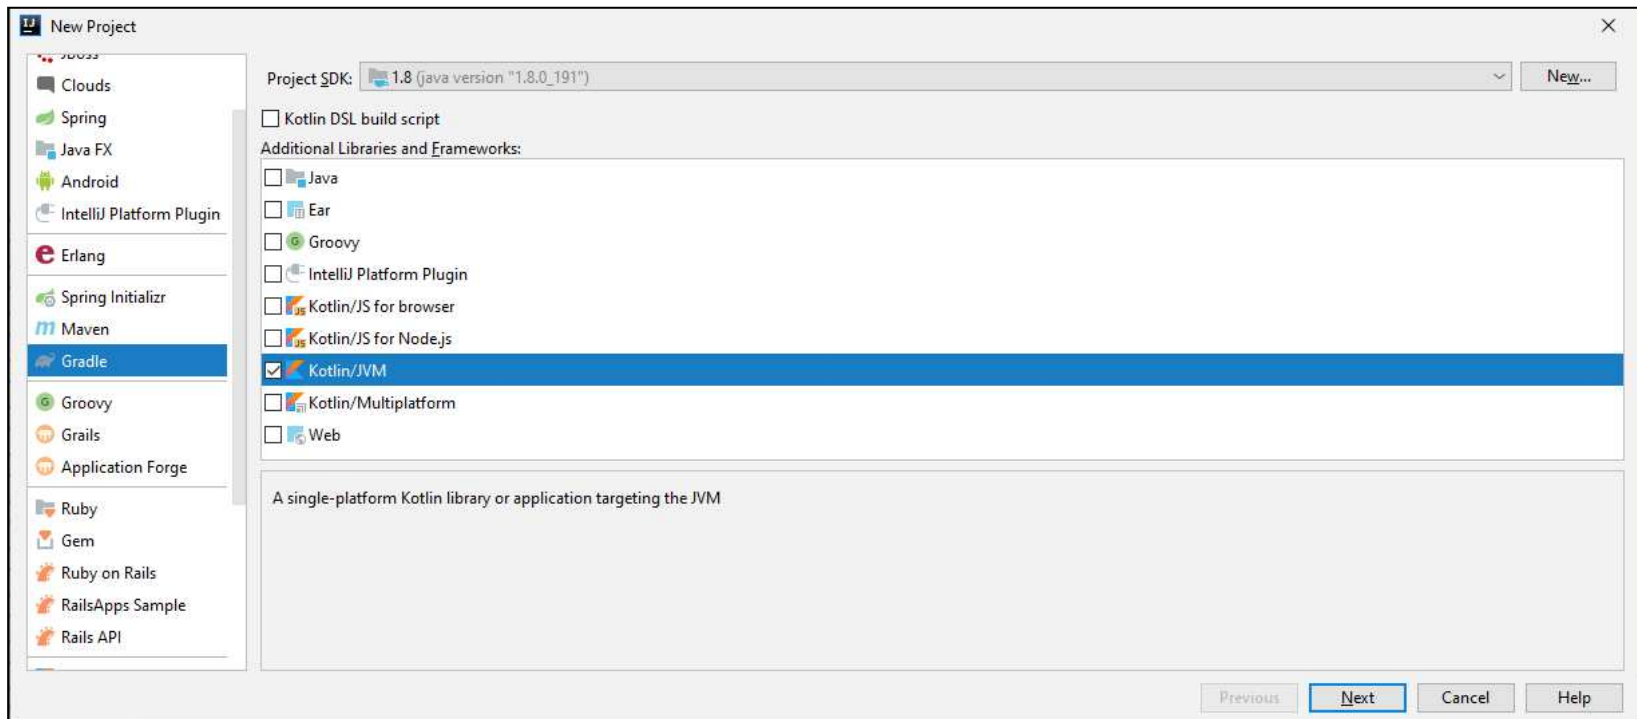 New Project
JBoss
Clouds
Spring
Java FX
Android
IntelliJ Platform Plugin
Erlang
Spring Initializr
Maven
Gradle
Groovy
Grails
Application Forge
Ruby
Gem
Ruby on Rails
RailsApps Sample
Rails API
Project SDK: 1.8 (java version "1.8.0_191") New...
Kotlin DSL build script
Additional Libraries and Frameworks:
Java
Ear
Groovy
IntelliJ Platform Plugin
Kotlin/JS for browser
Kotlin/JS for Node.js
Kotlin/JVM
Kotlin/Multiplatform
Web
A single-platform Kotlin library or application targeting the JVM
Previous Next Cancel Help